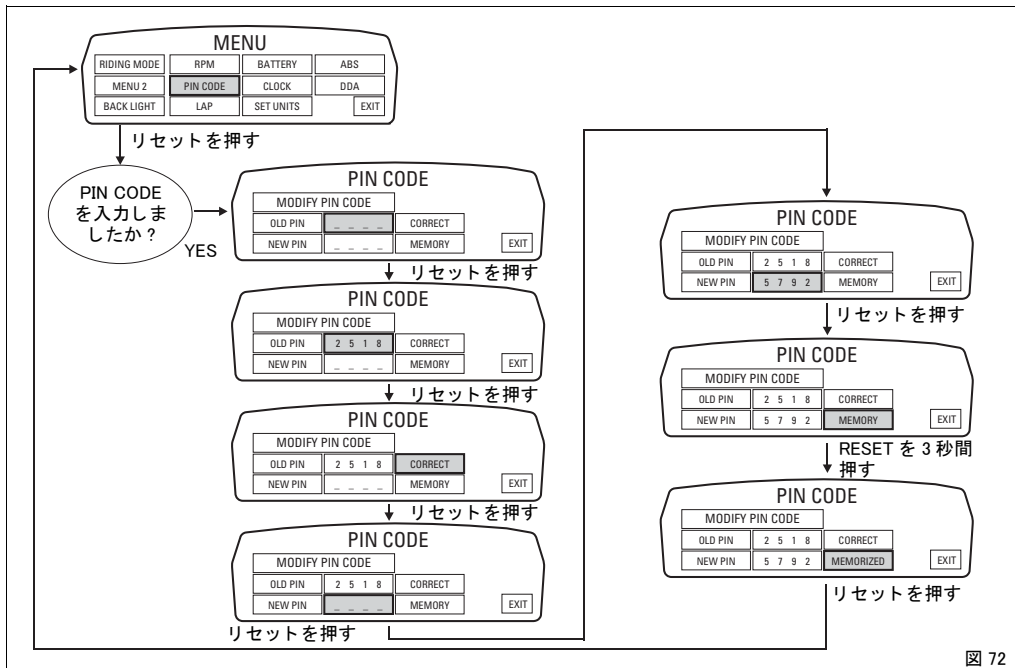 MENU
RIDING MODE RPM BATTERY ABS
MENU 2 PIN CODE CLOCK DDA
BACK LIGHT LAP SET UNITS EXIT
リセットを押す
PIN CODE
を入力しま
したか?
YES
PIN CODE
MODIFY PIN CODE
OLD PIN _ _ _ _ CORRECT
NEW PIN _ _ _ _ MEMORY EXIT
リセットを押す
PIN CODE
MODIFY PIN CODE
OLD PIN 2 5 1 8 CORRECT
NEW PIN _ _ _ _ MEMORY EXIT
リセットを押す
PIN CODE
MODIFY PIN CODE
OLD PIN 2 5 1 8 CORRECT
NEW PIN _ _ _ _ MEMORY EXIT
リセットを押す
PIN CODE
MODIFY PIN CODE
OLD PIN 2 5 1 8 CORRECT
NEW PIN _ _ _ _ MEMORY EXIT
リセットを押す
PIN CODE
MODIFY PIN CODE
OLD PIN 2 5 1 8 CORRECT
NEW PIN 5 7 9 2 MEMORY EXIT
リセットを押す
PIN CODE
MODIFY PIN CODE
OLD PIN 2 5 1 8 CORRECT
NEW PIN 5 7 9 2 MEMORY EXIT
RESET を 3 秒間
押す
PIN CODE
MODIFY PIN CODE
OLD PIN 2 5 1 8 CORRECT
NEW PIN 5 7 9 2 MEMORIZED EXIT
リセットを押す
図 72